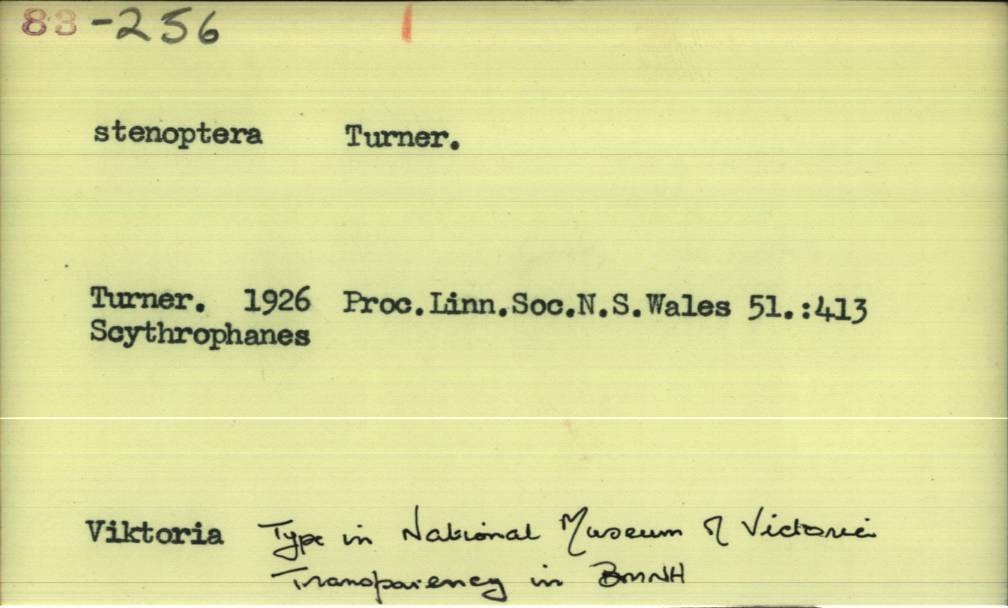 83-256
stenoptera Turner.
Turner. 1926 Proc.Linn.Soc.N.S.Wales 51.:413
Scythrophanes
Viktoria Type in National Museum of Victoria
Transparency in BMNH